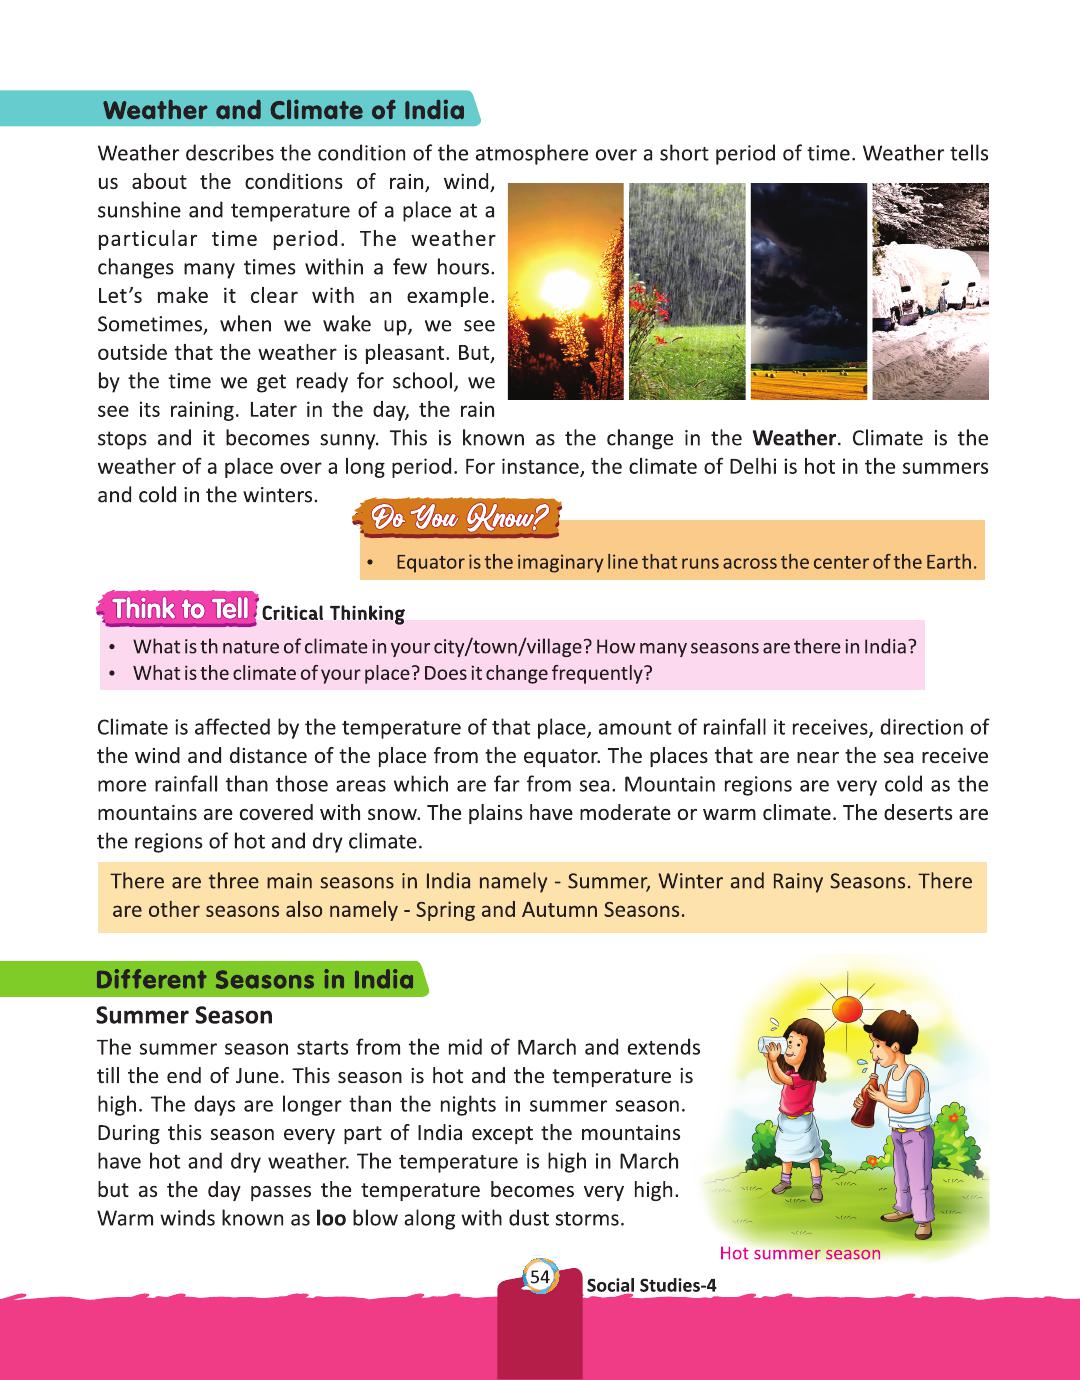 Weather and Climate of India
Weather describes the condition of the atmosphere over a short period of time. Weather tells
us about the conditions of rain, wind,
sunshine and temperature of a place at a
particular time period. The weather
changes many times within a few hours.
Let's make it clear with an example.
Sometimes, when we wake up, we see
outside that the weather is pleasant. But,
by the time we get ready for school, we
see its raining. Later in the day, the rain
stops and it becomes sunny. This is known as the change in the Weather. Climate is the
weather of a place over a long period. For instance, the climate of Delhi is hot in the summers
and cold in the winters.
Do You Know?
• Equator is the imaginary line that runs across the center of the Earth.
Think to Tell Critical Thinking
• What is th nature of climate in your city/town/village? How many seasons are there in India?
• What is the climate of your place? Does it change frequently?
Climate is affected by the temperature of that place, amount of rainfall it receives, direction of
the wind and distance of the place from the equator. The places that are near the sea receive
more rainfall than those areas which are far from sea. Mountain regions are very cold as the
mountains are covered with snow. The plains have moderate or warm climate. The deserts are
the regions of hot and dry climate.
There are three main seasons in India namely - Summer, Winter and Rainy Seasons. There
are other seasons also namely - Spring and Autumn Seasons.
Different Seasons in India
Summer Season
The summer season starts from the mid of March and extends
till the end of June. This season is hot and the temperature is
high. The days are longer than the nights in summer season.
During this season every part of India except the mountains
have hot and dry weather. The temperature is high in March
but as the day passes the temperature becomes very high.
Warm winds known as loo blow along with dust storms.
Hot summer season
54
Social Studies-4